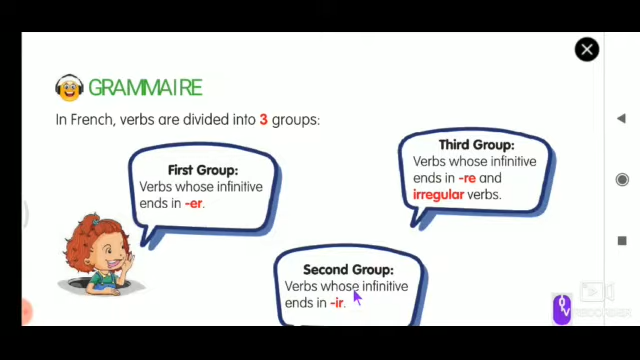 GRAMMAIRE
In French, verbs are divided into 3 groups:
First Group:
Verbs whose infinitive
ends in -er.
Third Group:
Verbs whose infinitive
ends in -re and
irregular verbs.
Second Group:
Verbs whose infinitive
ends in -ir.
RECORDER